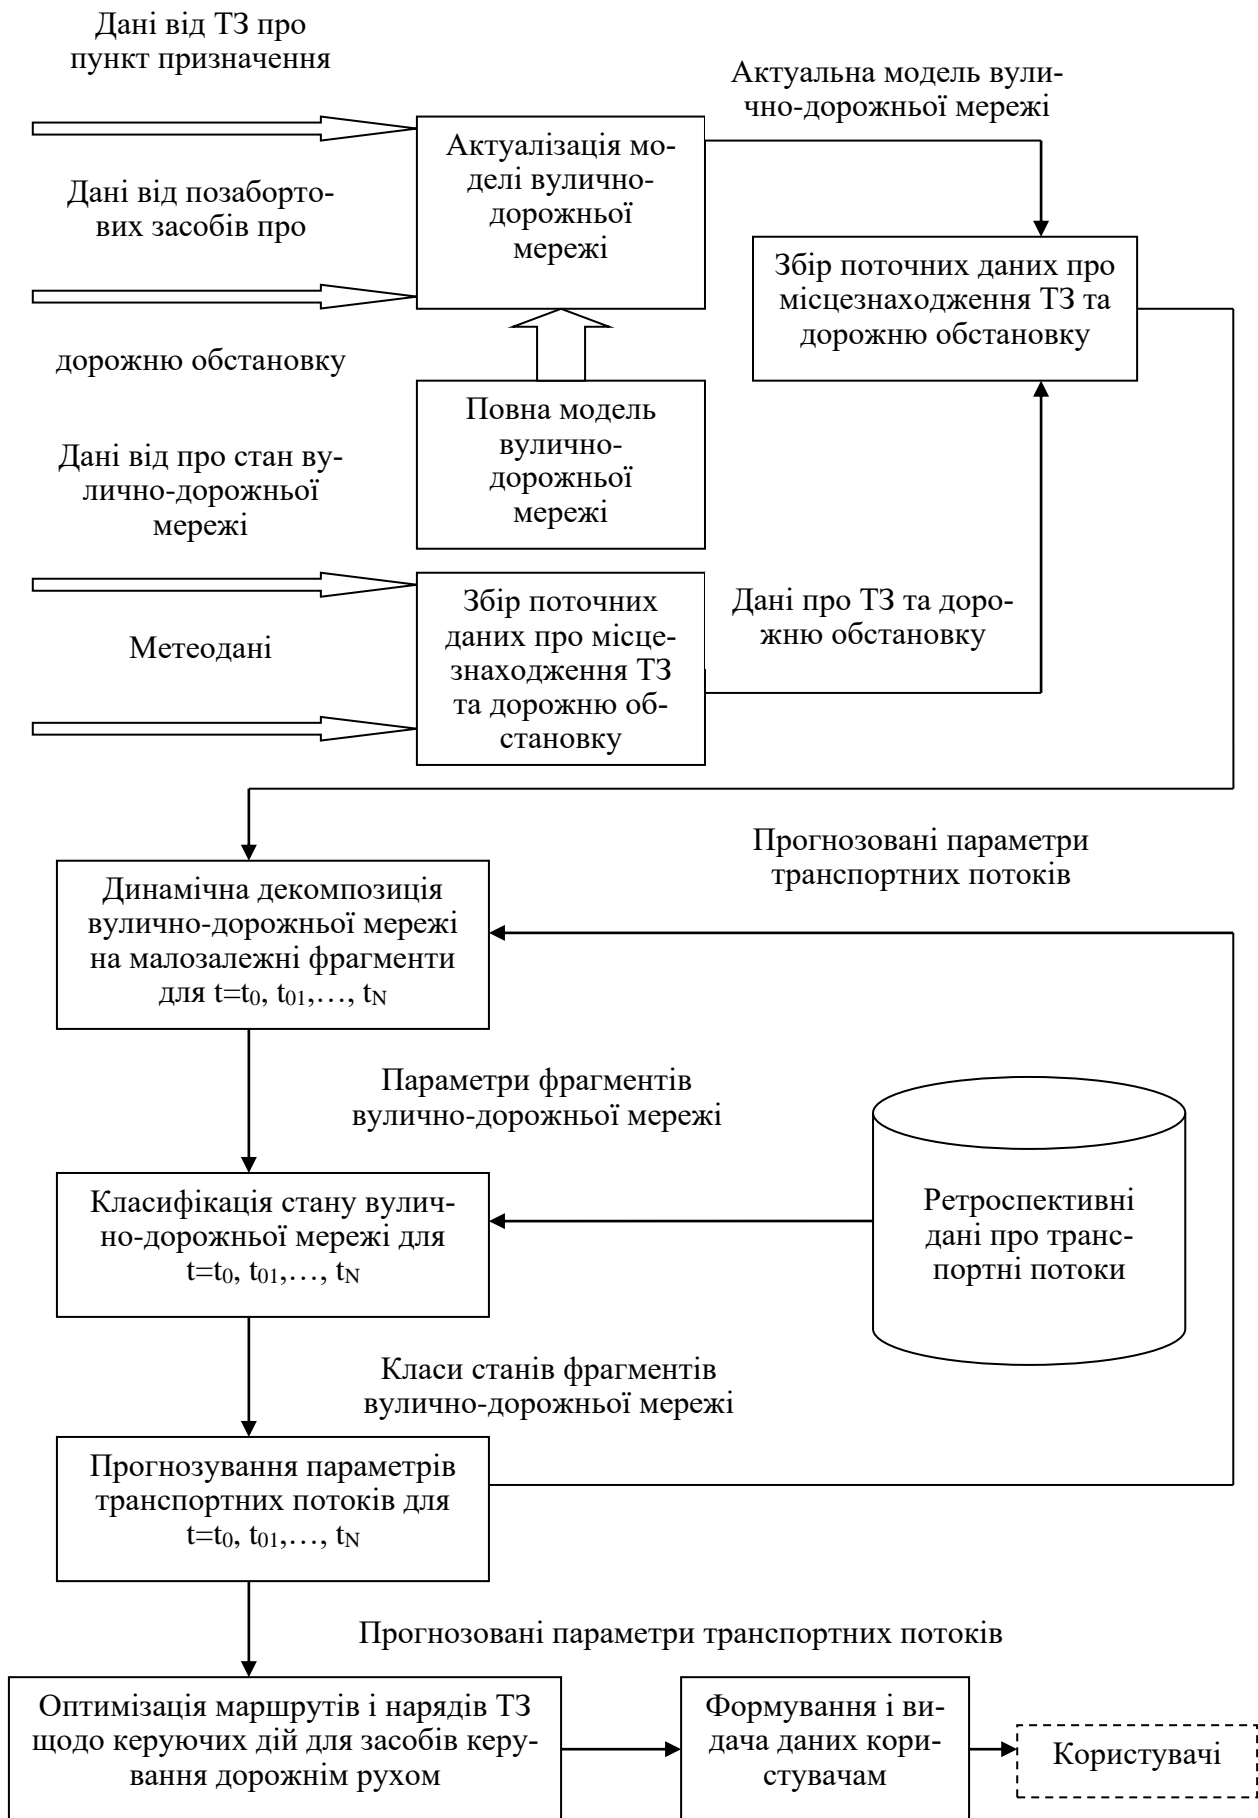 Дані від ТЗ про
пункт призначення
Актуальна модель вули-
чно-дорожньої мережі
Актуалізація мо-
делі вулично-
дорожньої
мережі
Дані від позаборто-
вих засобів про
Збір поточних даних про
місцезнаходження ТЗ та
дорожню обстановку
дорожню обстановку
Повна модель
вулично-
дорожньої
мережі
Дані від про стан ву-
лично-дорожньої
мережі
Збір поточних
даних про місце-
знаходження ТЗ
та дорожню об-
становку
Дані про ТЗ та доро-
жню обстановку
Метеодані
Прогнозовані параметри
транспортних потоків
Динамічна декомпозиція
вулично-дорожньої мережі
на малозалежні фрагменти
для t=t0, t01,…, tN
Параметри фрагментів
вулично-дорожньої мережі
Класифікація стану вулич-
но-дорожньої мережі для
t=t0, t01,…, tN
Ретроспективні
дані про транс-
портні потоки
Класи станів фрагментів
вулично-дорожньої мережі
Прогнозування параметрів
транспортних потоків для
t=t0, t01,…, tN
Прогнозовані параметри транспортних потоків
Оптимізація маршрутів і нарядів ТЗ
щодо керуючих дій для засобів керу-
вання дорожнім рухом
Формування і ви-
дача даних кори-
стувачам
Користувачі